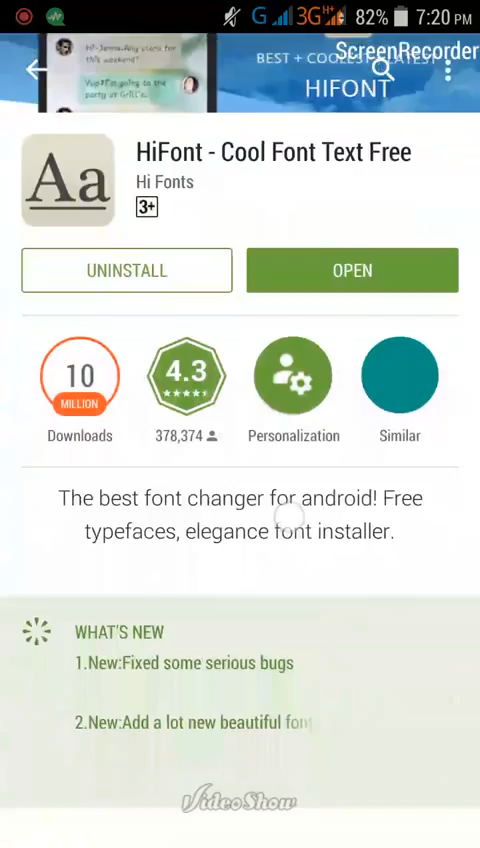 G 3G H+ 82% 7:20 PM
ScreenRecorder
Hi Jenna. Any plans for
this weekend?
Yup! I'm going to the
party at Grill's.
BEST + COOLEST + LATEST
HIFONT
Aa
HiFont - Cool Font Text Free
Hi Fonts
3+
UNINSTALL
OPEN
10
MILLION
4.3
Downloads
378,374
Personalization
Similar
The best font changer for android! Free
typefaces, elegance font installer.
WHAT'S NEW
1.New:Fixed some serious bugs
2.New:Add a lot new beautiful fon
VideoShow